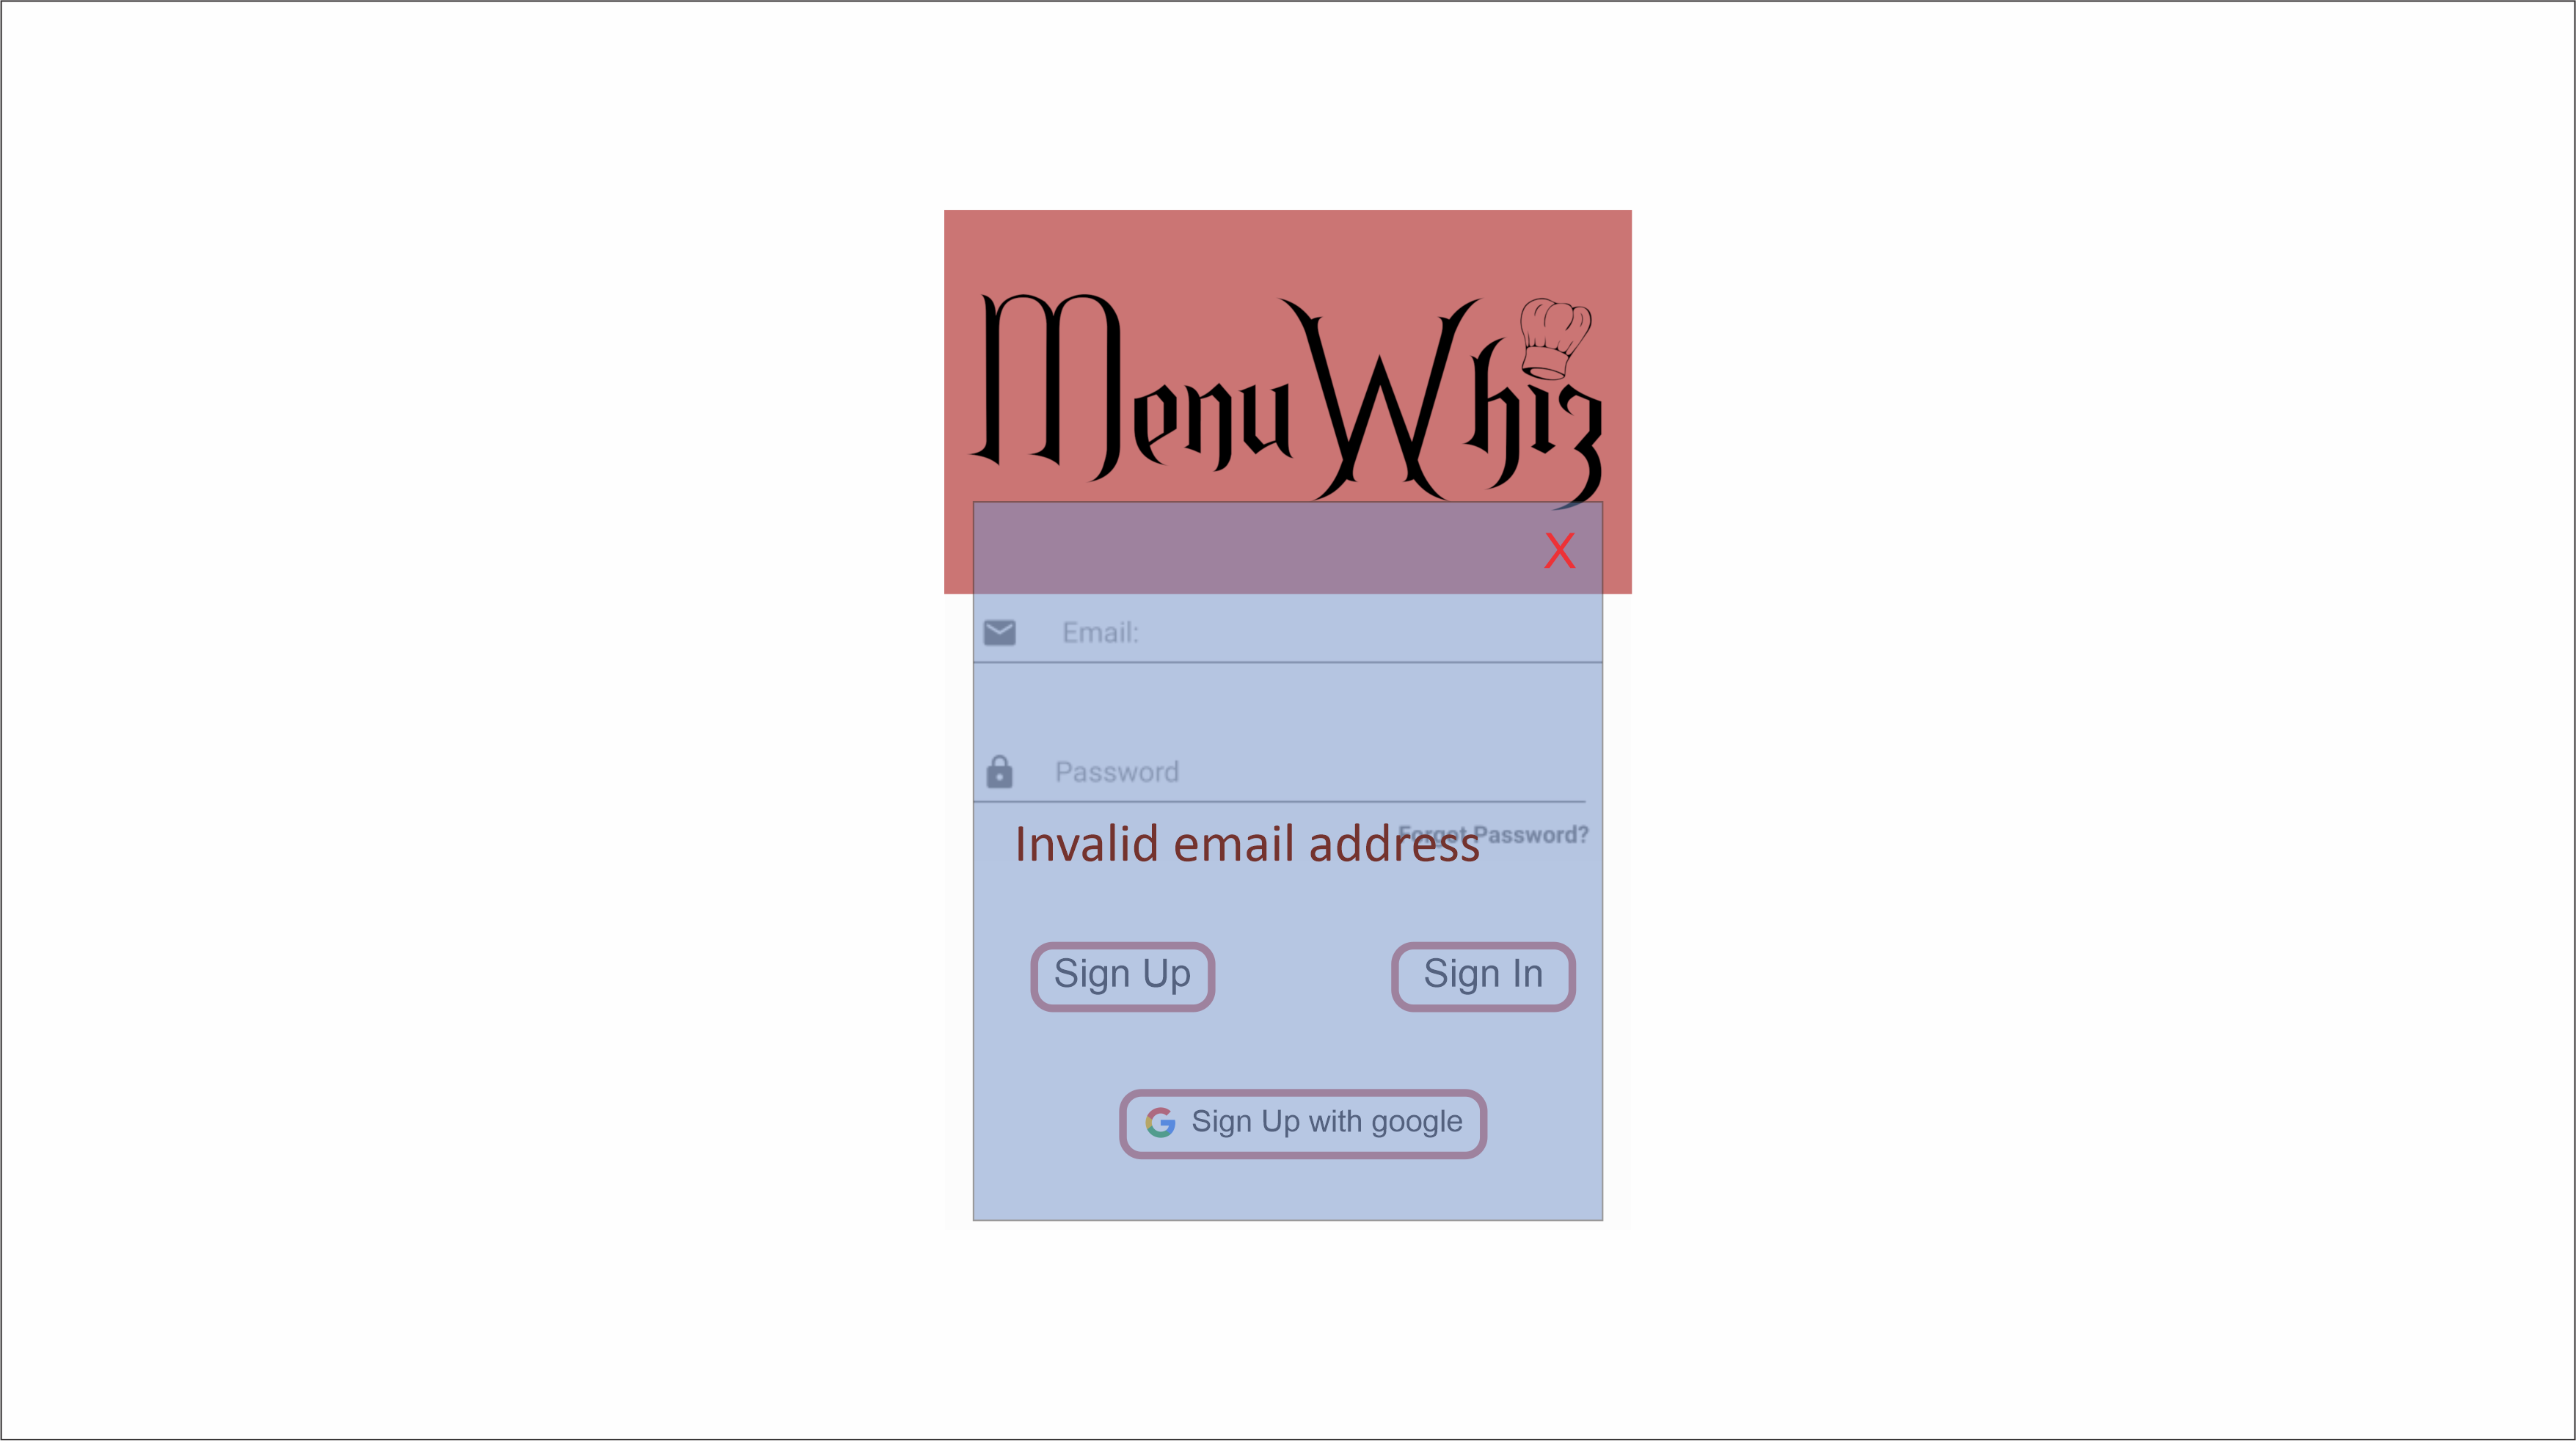 MenuWhiz
X
Email:
Password
Forgot Password?
Invalid email address
Sign Up
Sign In
Sign Up with google